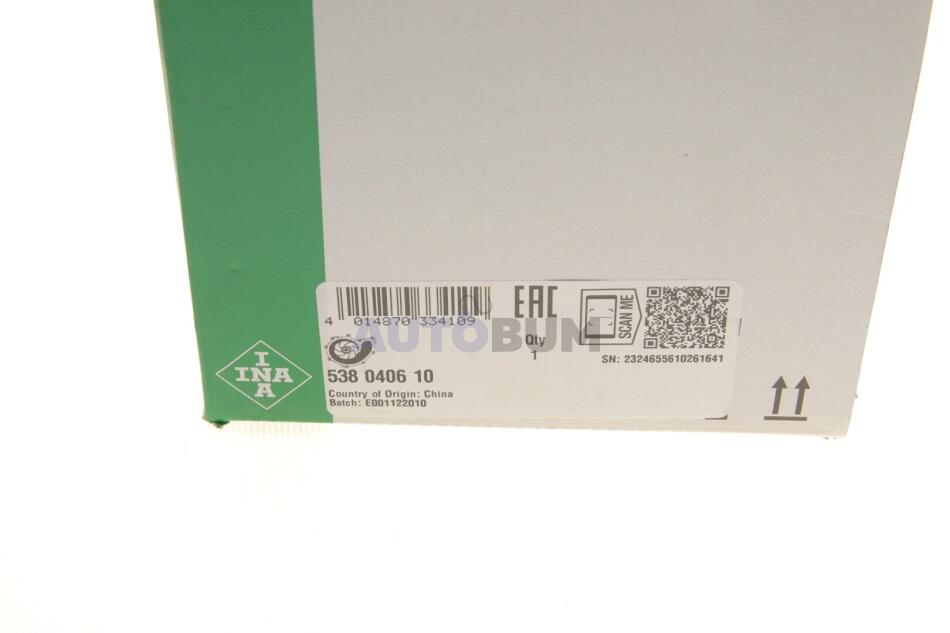 EAC
SCAN ME
4 014870 334109
AUTOBUM
Qty
1
SN: 2324655610261641
538 0406 10
Country of Origin: China
Batch: E001122010
INA
INA